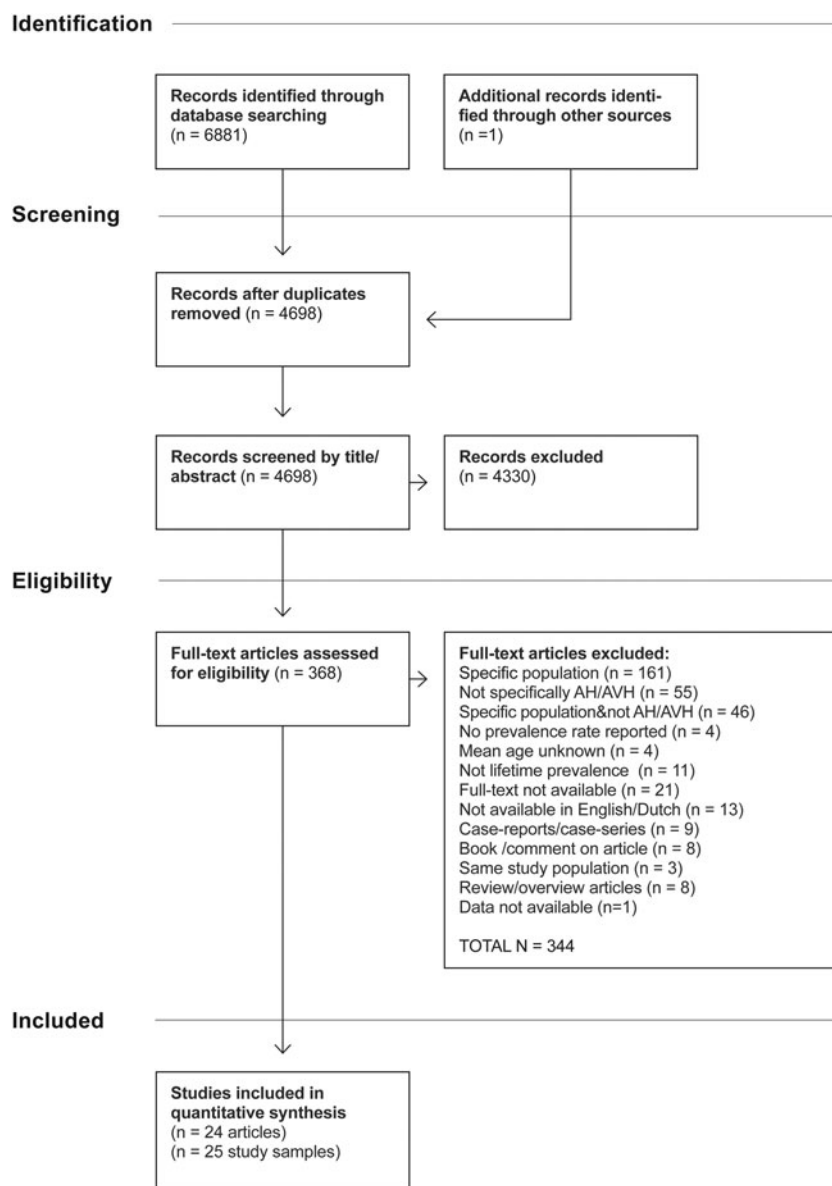 Identification
Records identified through
database searching
(n = 6881)
Additional records identi-
fied through other sources
(n =1)
Screening
Records after duplicates
removed (n = 4698)
Records screened by title/
abstract (n = 4698)
Records excluded
(n = 4330)
Eligibility
Full-text articles assessed
for eligibility (n = 368)
Full-text articles excluded:
Specific population (n = 161)
Not specifically AH/AVH (n = 55)
Specific population&not AH/AVH (n = 46)
No prevalence rate reported (n = 4)
Mean age unknown (n = 4)
Not lifetime prevalence  (n = 11)
Full-text not available (n = 21)
Not available in English/Dutch (n = 13)
Case-reports/case-series (n = 9)
Book /comment on article (n = 8)
Same study population (n = 3)
Review/overview articles (n = 8)
Data not available (n=1)
TOTAL N = 344
Included
Studies included in
quantitative synthesis
(n = 24 articles)
(n = 25 study samples)